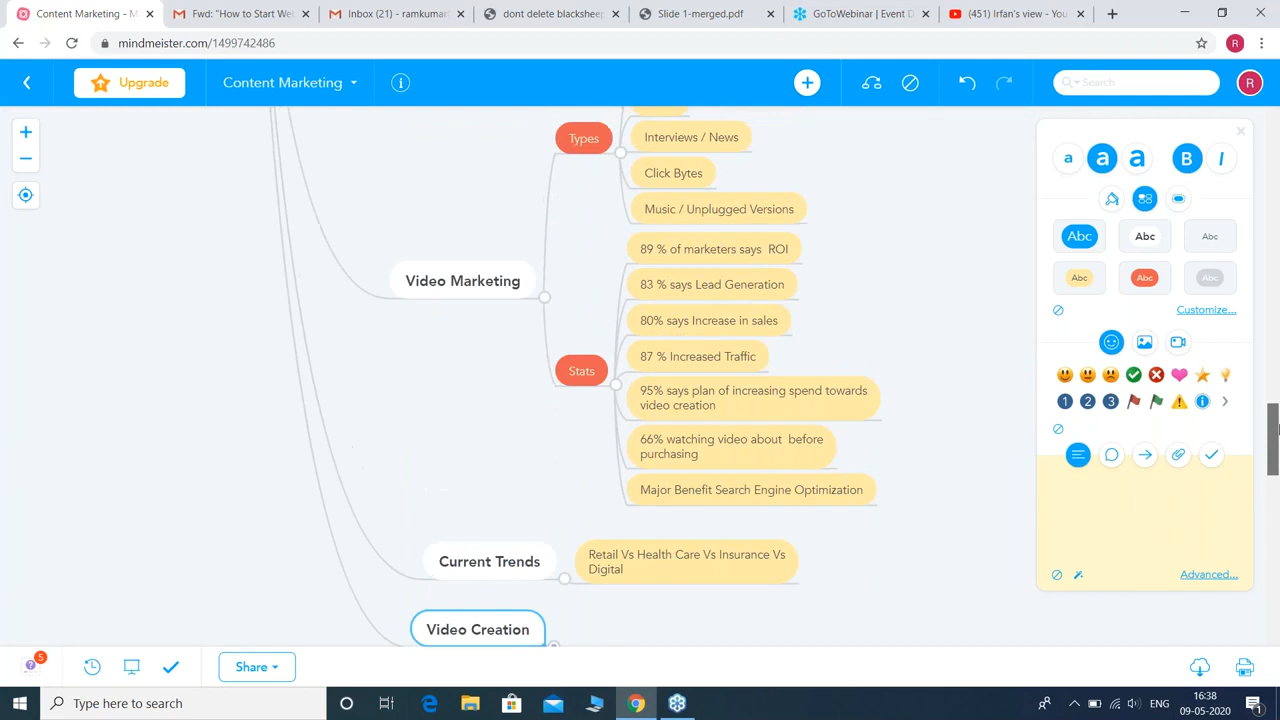 Content Marketing - M
Fwd: "How to Start We
Inbox (21) - ramkumar
dont delete blacksheep
Slide 1-merged.pdf
GoToWebinar | Event D
(451) Irfan's view - You
mindmeister.com/1499742486
R
Upgrade
Content Marketing
Search
R
Types
Interviews / News
Click Bytes
Music / Unplugged Versions
89 % of marketers says ROI
83 % says Lead Generation
Video Marketing
80% says Increase in sales
87 % Increased Traffic
Stats
95% says plan of increasing spend towards
video creation
66% watching video about before
purchasing
Major Benefit Search Engine Optimization
Current Trends
Retail Vs Health Care Vs Insurance Vs
Digital
Video Creation
a a a B I
Abc Abc Abc
Abc Abc Abc
Customize...
1 2 3
Advanced...
5
Share
Type here to search
ENG
16:38
09-05-2020
1